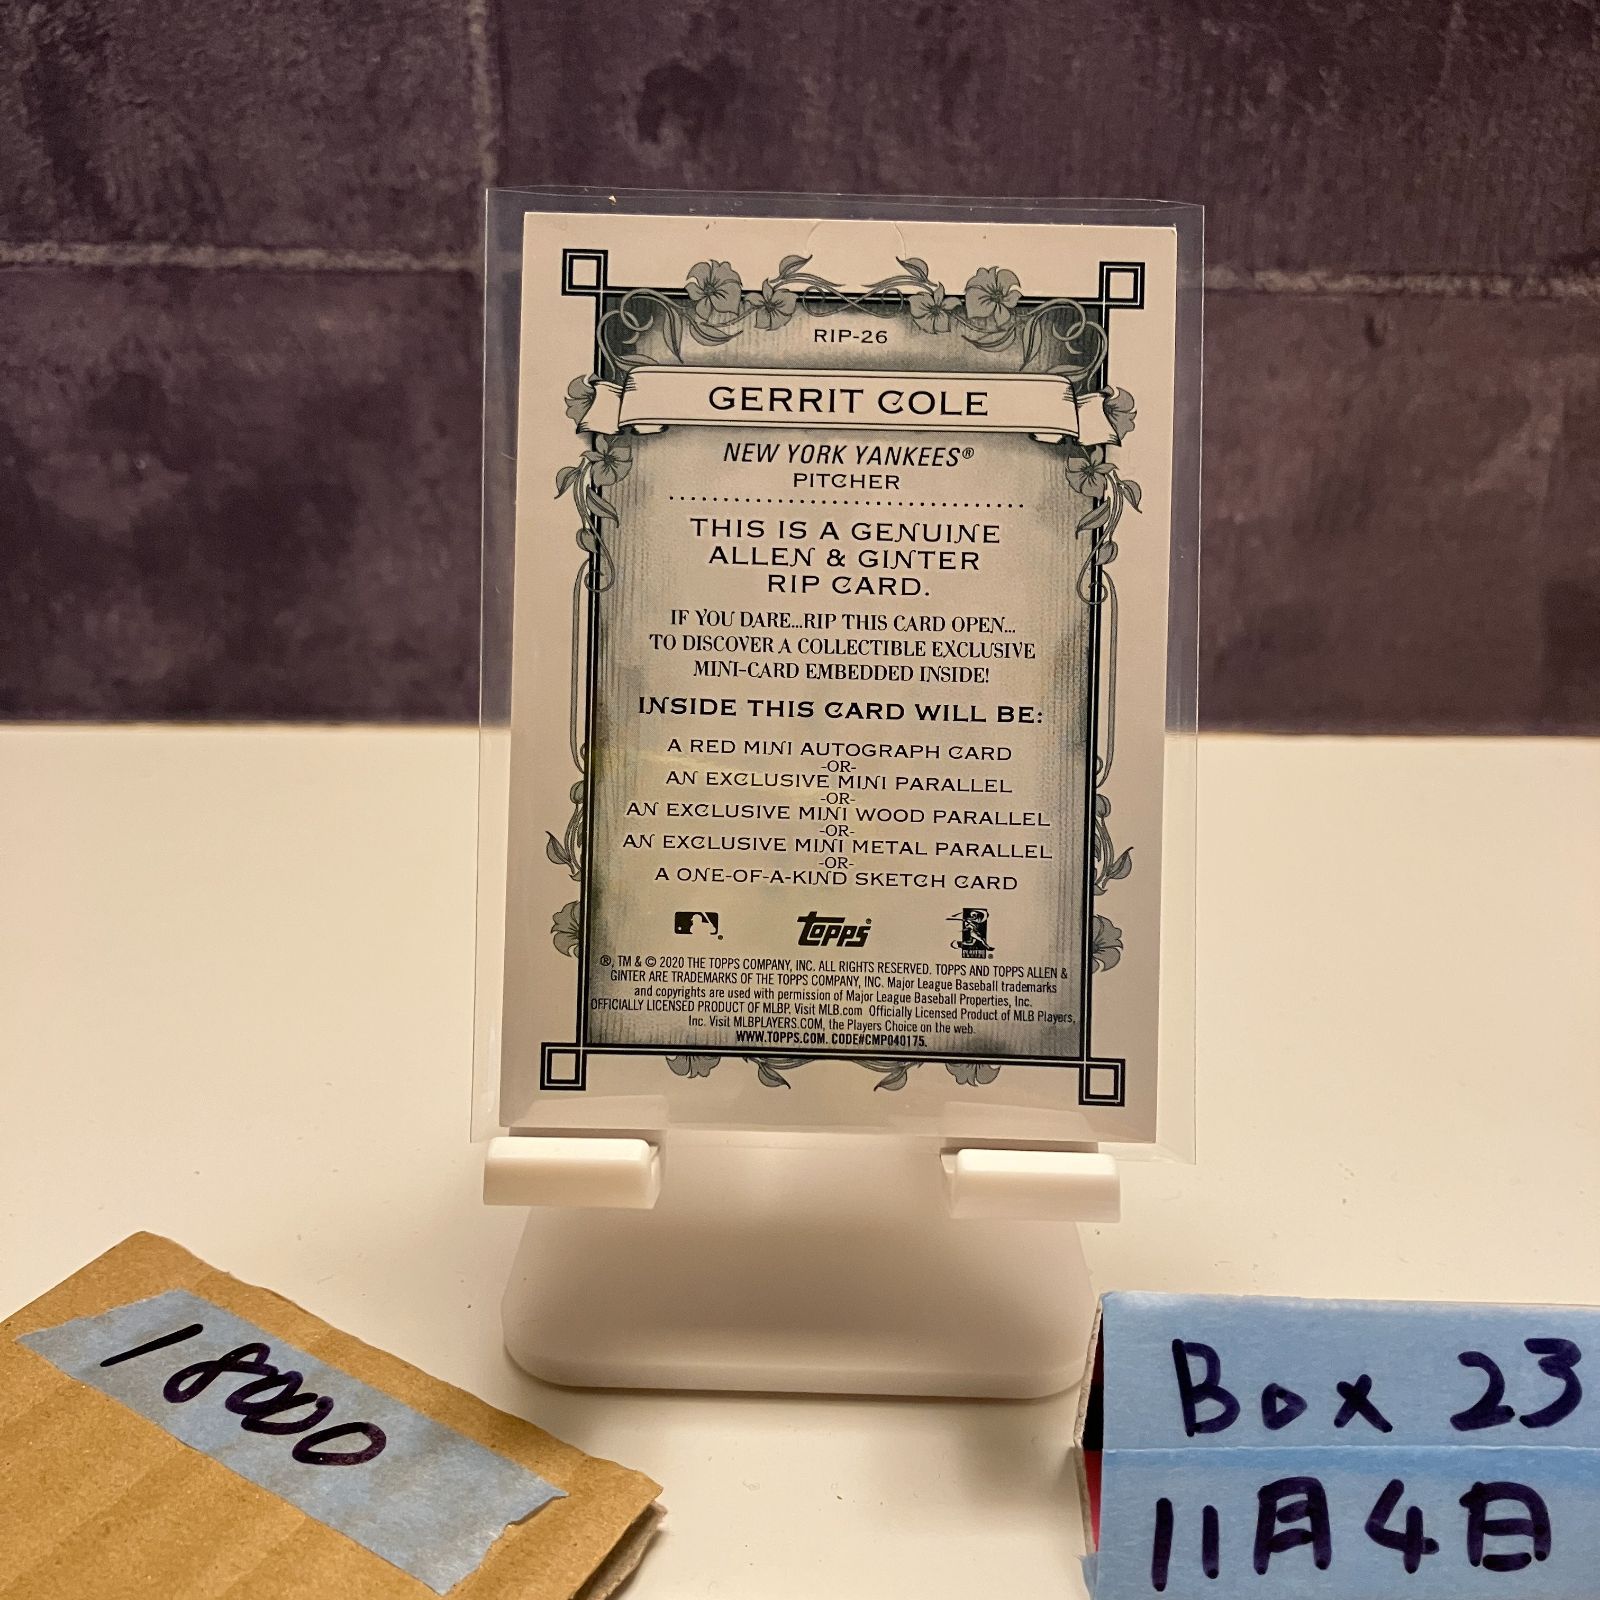 RIP-26
GERRIT COLE
NEW YORK YANKEES®
PITCHER
THIS IS A GENUINE
ALLEN & GINTER
RIP CARD.
IF YOU DARE...RIP THIS CARD OPEN...
TO DISCOVER A COLLECTIBLE EXCLUSIVE
MINI-CARD EMBEDDED INSIDE!
INSIDE THIS CARD WILL BE:
A RED MINI AUTOGRAPH CARD
-OR-
AN EXCLUSIVE MINI PARALLEL
-OR-
AN EXCLUSIVE MINI WOOD PARALLEL
-OR-
AN EXCLUSIVE MINI METAL PARALLEL
-OR-
A ONE-OF-A-KIND SKETCH CARD
topps®
®, TM & © 2020 THE TOPPS COMPANY, INC. ALL RIGHTS RESERVED. TOPPS AND TOPPS ALLEN &
GINTER ARE TRADEMARKS OF THE TOPPS COMPANY, INC. Major League Baseball trademarks
and copyrights are used with permission of Major League Baseball Properties, Inc.
OFFICIALLY LICENSED PRODUCT OF MLBP. Visit MLB.com Officially Licensed Product of MLB Players,
Inc. Visit MLBPLAYERS.COM, the Players Choice on the web.
WWW.TOPPS.COM. CODE#CMP040175.
18000
Box 23
11月4日